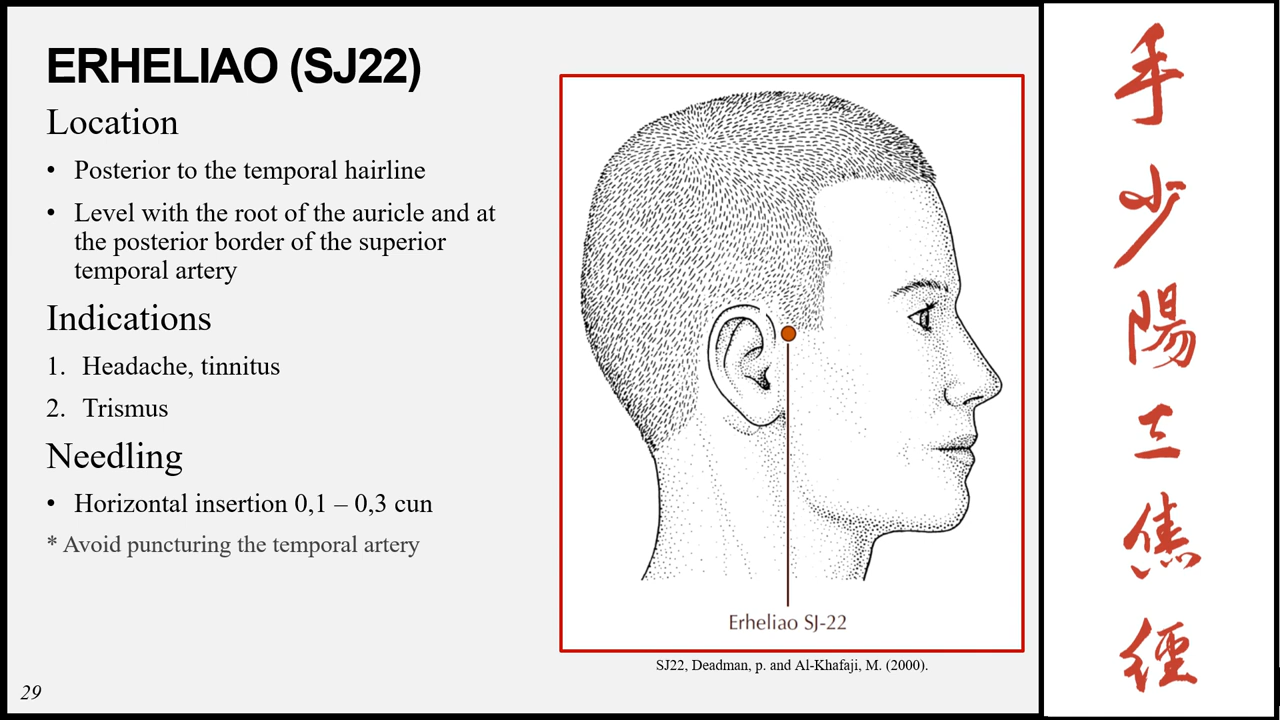 ERHELIAO (SJ22)
Location
• Posterior to the temporal hairline
• Level with the root of the auricle and at
the posterior border of the superior
temporal artery
Indications
1. Headache, tinnitus
2. Trismus
Needling
• Horizontal insertion 0,1 – 0,3 cun
* Avoid puncturing the temporal artery
29
Erheliao SJ-22
SJ22, Deadman, p. and Al-Khafaji, M. (2000).
手
少
陽
三
焦
經